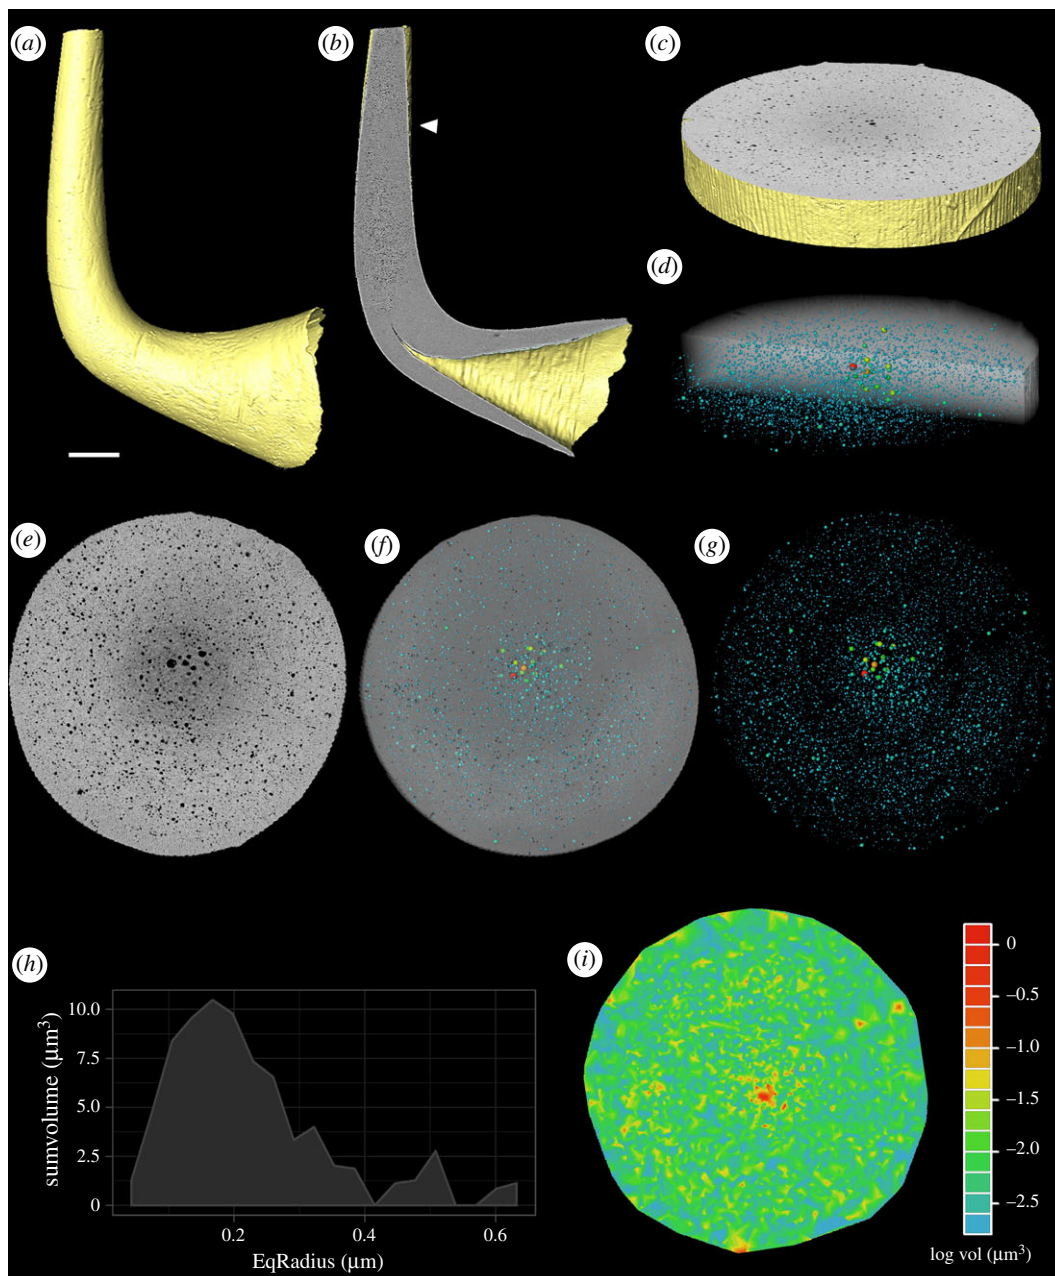 (a)
(b)
(c)
(d)
(e)
(f)
(g)
(h)
sumvolume (µm³)
10.0
7.5
5.0
2.5
0
0.2
0.4
0.6
EqRadius (µm)
(i)
0
–0.5
–1.0
–1.5
–2.0
–2.5
log vol (µm³)